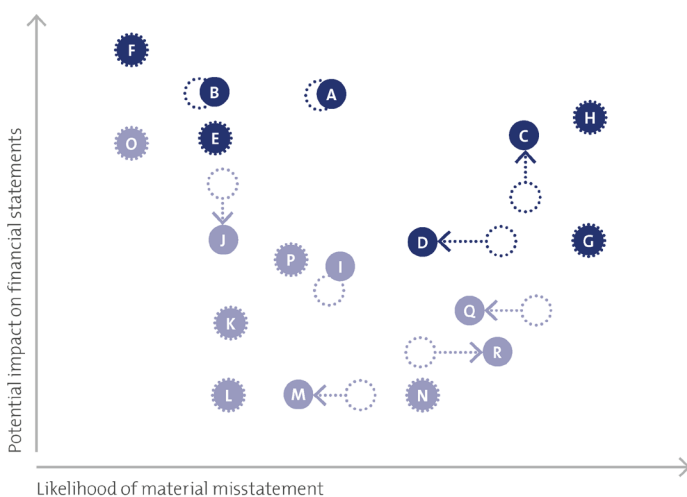 Potential impact on financial statements
F
B
A
H
C
E
O
J
D
G
P
I
Q
K
R
L
M
N
Likelihood of material misstatement